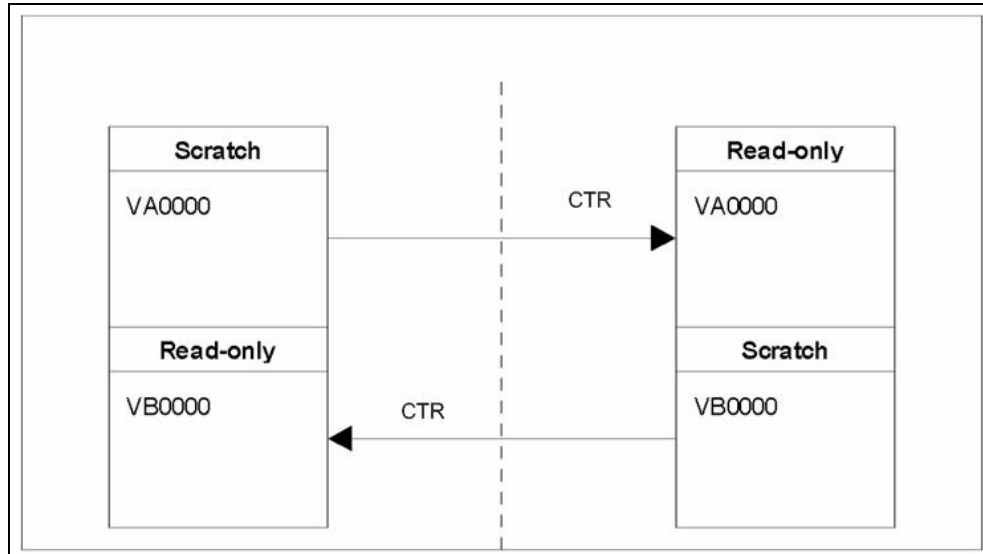 Scratch
VA0000
Read-only
VB0000
CTR
CTR
Read-only
VA0000
Scratch
VB0000